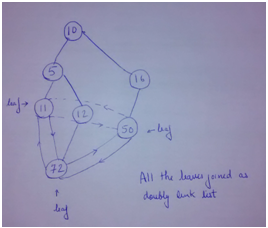 10
5
16
leaf →
11
12
50
← leaf
72
↑
leaf
All the leaves joined as
doubly link list